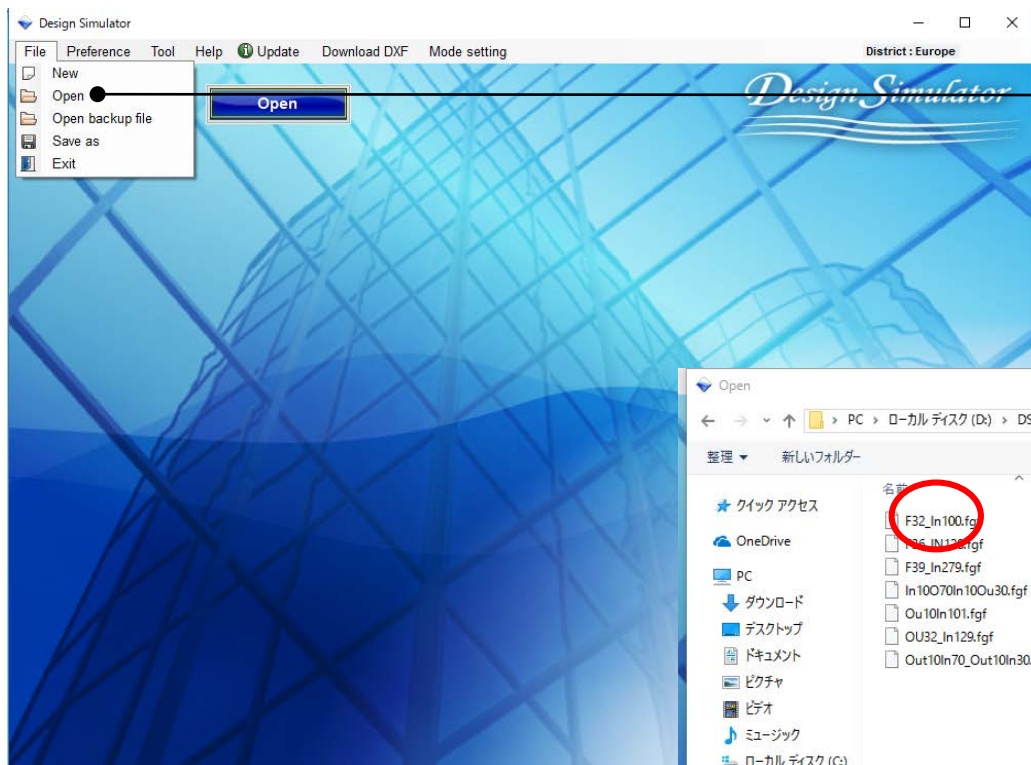 Design Simulator
File Preference Tool Help Update Download DXF Mode setting District : Europe
New
Open
Open backup file
Save as
Exit
Open
Design Simulator
Open
PC > ローカル ディスク (D:) > DS
整理 新しいフォルダー
名前
クイック アクセス
OneDrive
PC
ダウンロード
デスクトップ
ドキュメント
ピクチャ
ビデオ
ミュージック
ローカル ディスク (C:)
F32_In100.fgf
F39_In279.fgf
In10O70In10Ou30.fgf
Ou10In101.fgf
OU32_In129.fgf
Out10In70_Out10In30.